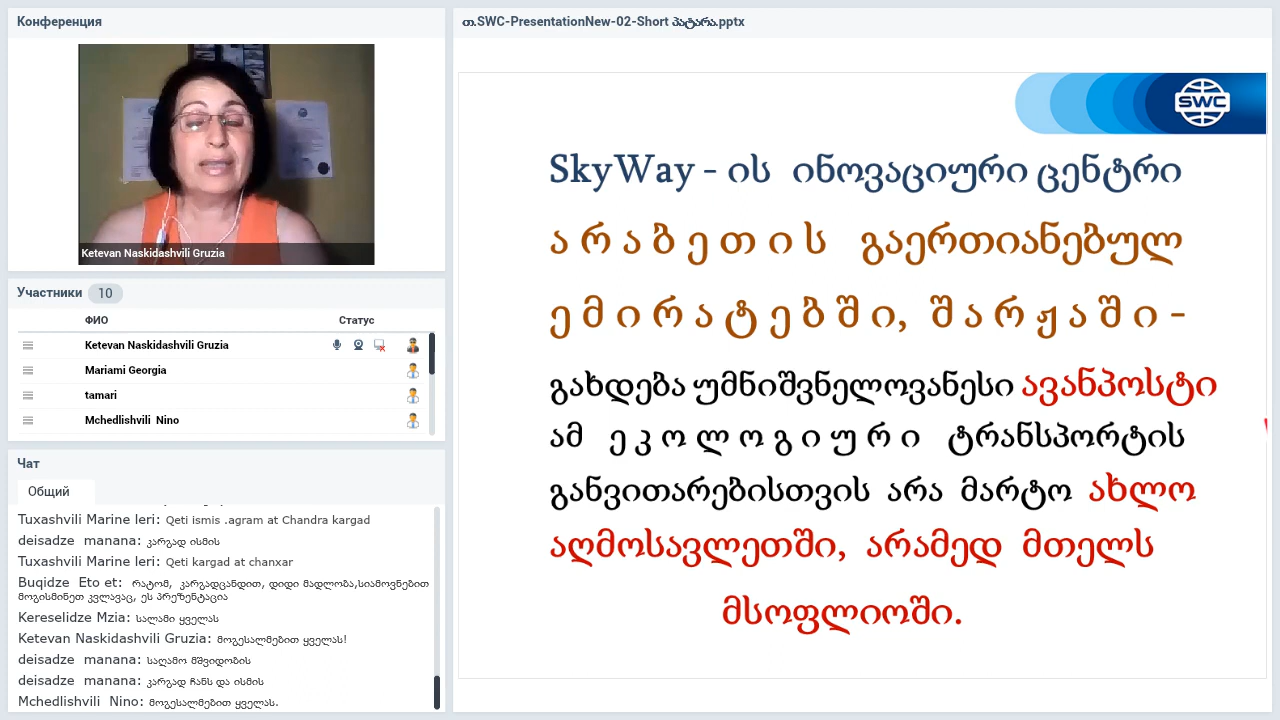 Конференция
Ketevan Naskidashvili Gruzia
Участники 10
ФИО Статус
Ketevan Naskidashvili Gruzia
Mariami Georgia
tamari
Mchedlishvili Nino
Чат
Общий
Tuxashvili Marine leri: Qeti ismis .agram at Chandra kargad
deisadze manana: კარგად ისმის
Tuxashvili Marine leri: Qeti kargad at chanxar
Buqidze Eto et: რატომ, კარგადცანდით, დიდი მადლობა,სიამოვნებით
მოგისმინეთ კვლავაც, ეს პრეზენტაცია
Kereselidze Mzia: სალამი ყველას
Ketevan Naskidashvili Gruzia: მოგესალმებით ყველას!
deisadze manana: საღამო მშვიდობის
deisadze manana: კარგად ჩანს და ისმის
Mchedlishvili Nino: მოგესალმებით ყველას.
თ.SWC-PresentationNew-02-Short პატარა.pptx
SWC
SkyWay - ის ინოვაციური ცენტრი
ა რ ა ბ ე თ ი ს გაერთიანებულ
ე მ ი რ ა ტ ე ბ შ ი, შ ა რ ჟ ა შ ი -
გახდება უმნიშვნელოვანესი ავანპოსტი
ამ ე კ ო ლ ო გ ი უ რ ი ტრანსპორტის
განვითარებისთვის არა მარტო ახლო
აღმოსავლეთში, არამედ მთელს
მსოფლიოში.